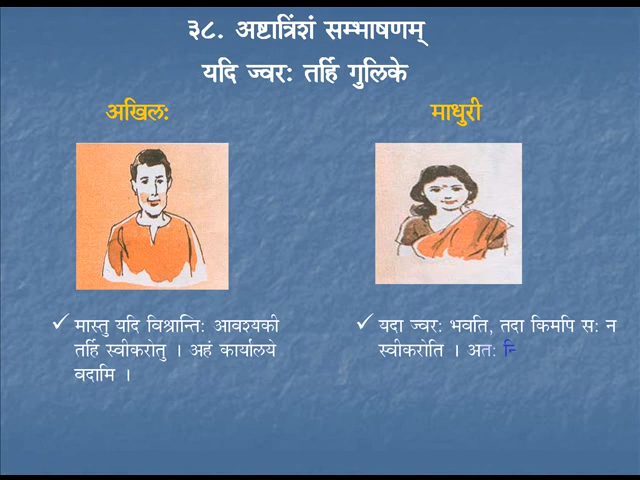 ३८. अष्टात्रिंशं सम्भाषणम्
यदि ज्वरः तर्हि गुलिके
अखिलः
माधुरी
मास्तु यदि विश्रान्तिः आवश्यकी
तर्हि स्वीकरोतु । अहं कार्यालये
वदामि ।
यदा ज्वरः भवति, तदा किमपि सः न
स्वीकरोति । अतः